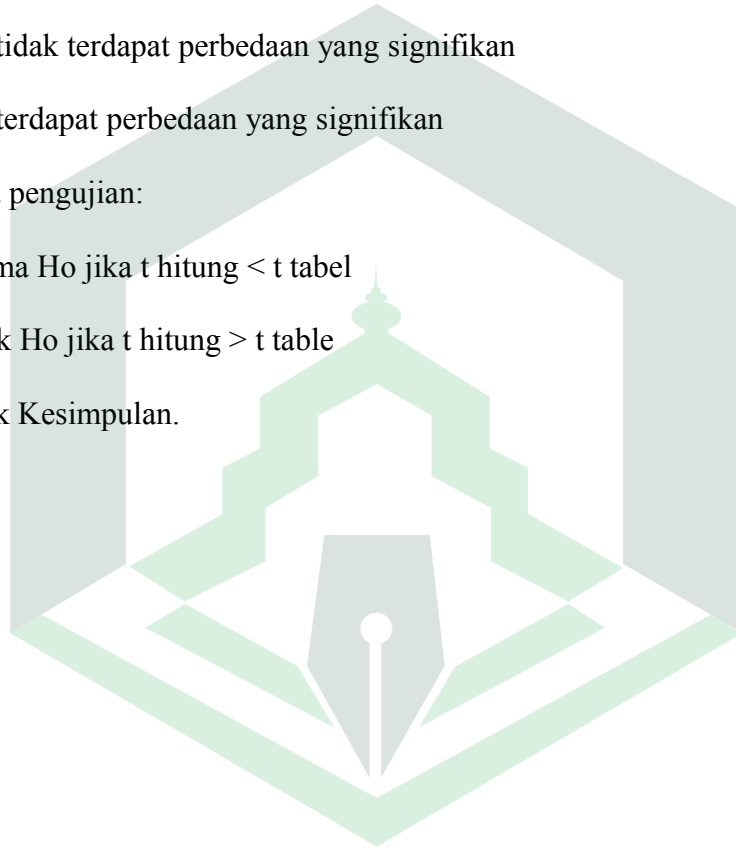 tidak terdapat perbedaan yang signifikan
terdapat perbedaan yang signifikan
pengujian:
ma Ho jika t hitung < t tabel
k Ho jika t hitung > t table
k Kesimpulan.